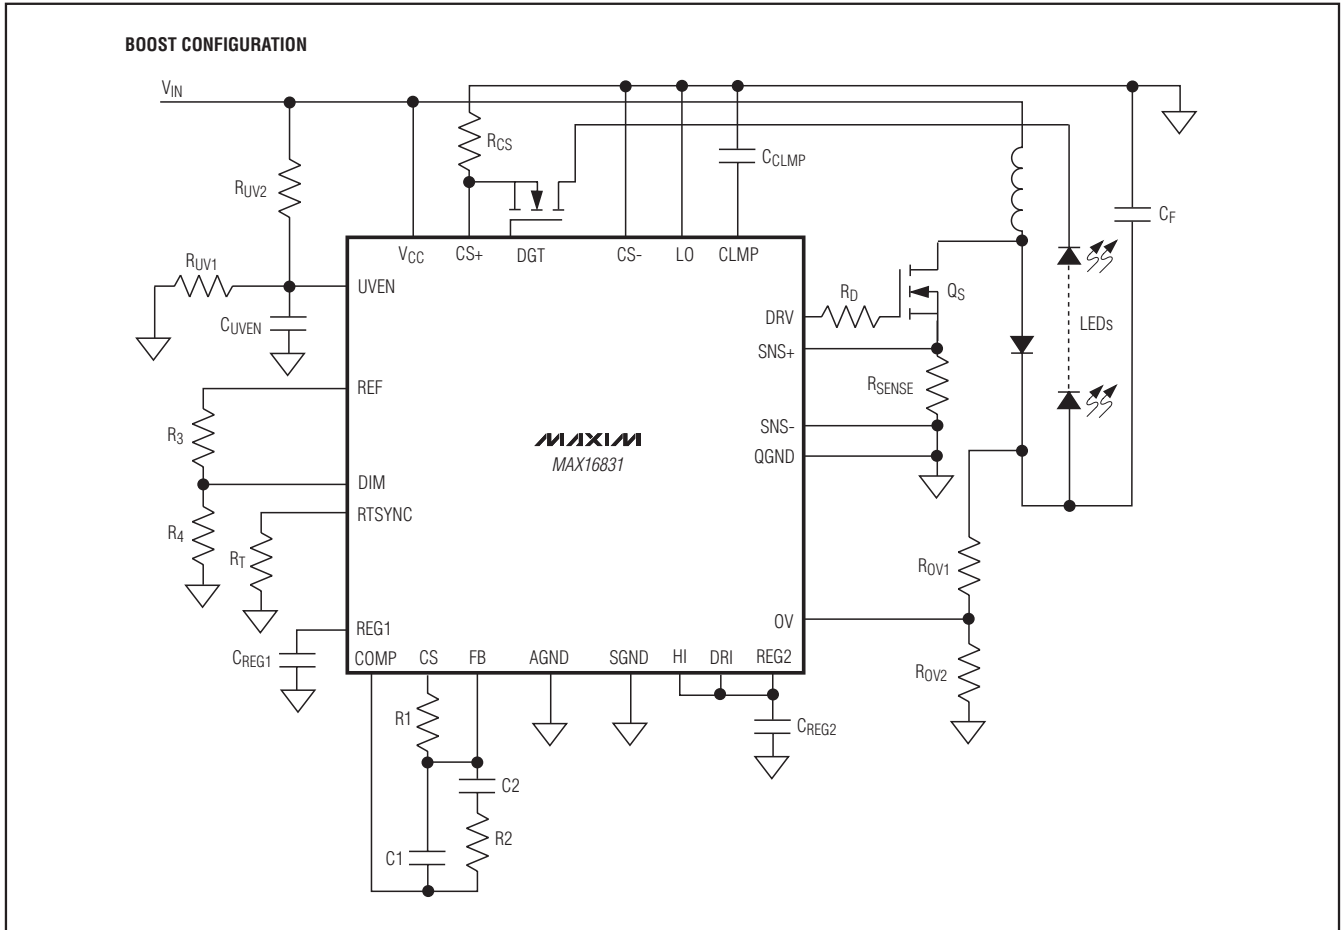 BOOST CONFIGURATION
VIN
RCS
CCLMP
RUV2
CF
VCC
CS+
DGT
CS-
LO
CLMP
RUV1
UVEN
CUVEN
DRV
RD
QS
LEDs
SNS+
RSENSE
REF
R3
SNS-
QGND
MAXIM
MAX16831
DIM
RTSYNC
R4
RT
ROV1
OV
REG1
CREG1
COMP
CS
FB
AGND
SGND
HI
DRI
REG2
ROV2
R1
CREG2
C2
R2
C1